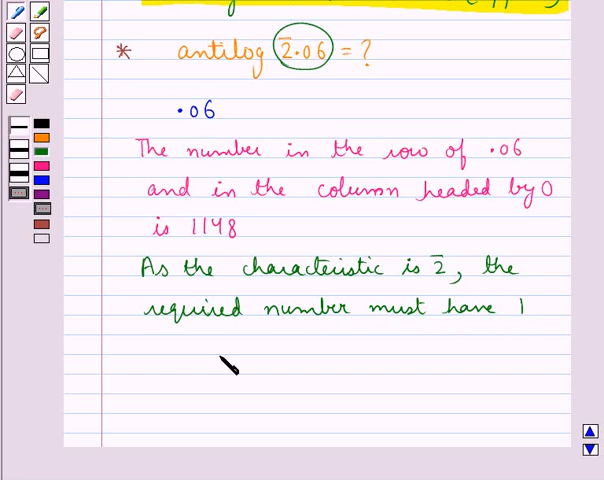 * antilog 2̅.06 = ?
.06
The number in the row of .06
and in the column headed by 0
is 1148
As the characteristic is 2̅, the
required number must have 1